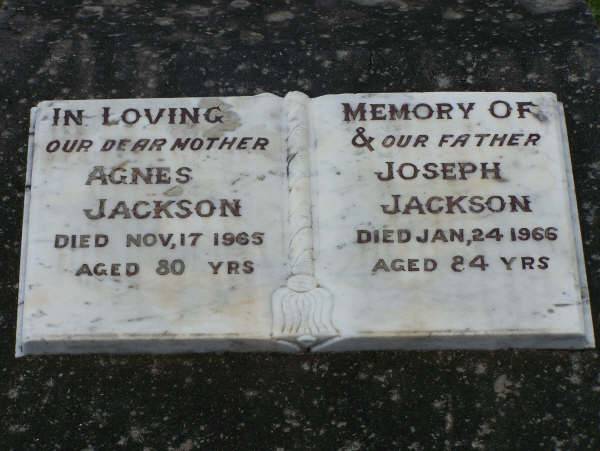 IN LOVING
OUR DEAR MOTHER
AGNES
JACKSON
DIED NOV,17 1965
AGED 80 YRS
MEMORY OF
& OUR FATHER
JOSEPH
JACKSON
DIED JAN,24 1966
AGED 84 YRS